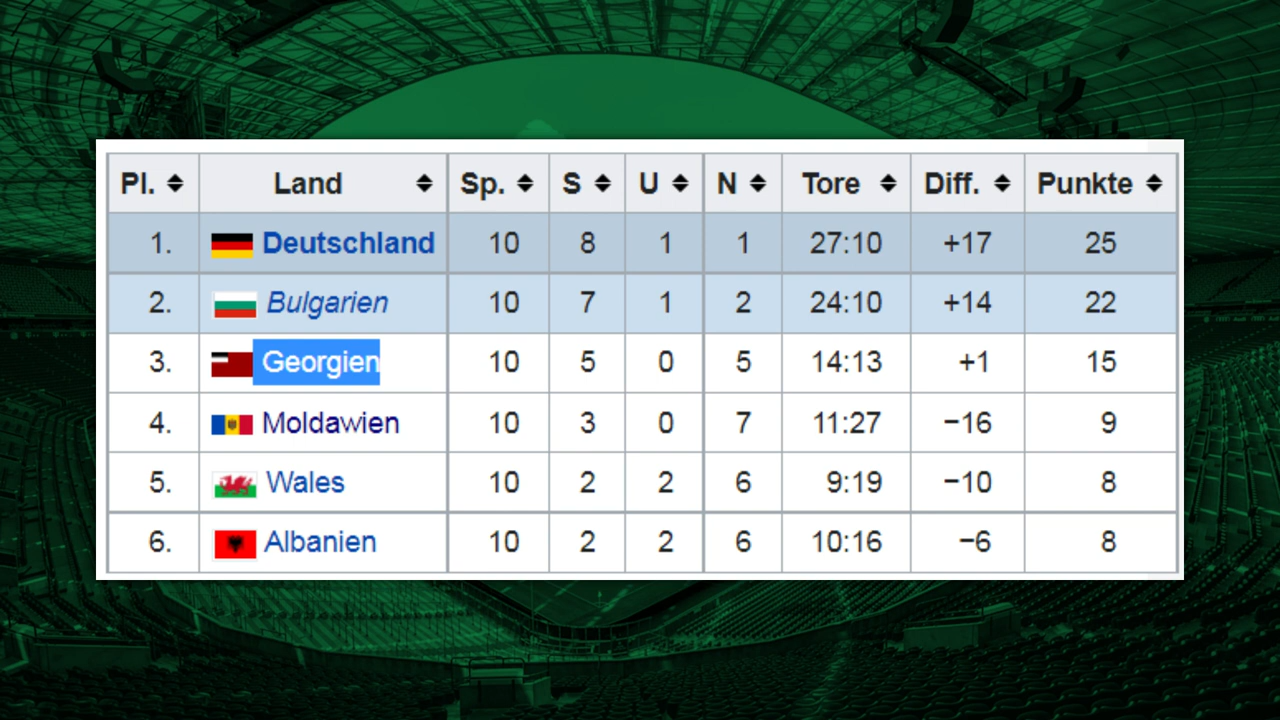 Pl. Land Sp. S U N Tore Diff. Punkte
1. Deutschland 10 8 1 1 27:10 +17 25
2. Bulgarien 10 7 1 2 24:10 +14 22
3. Georgien 10 5 0 5 14:13 +1 15
4. Moldawien 10 3 0 7 11:27 −16 9
5. Wales 10 2 2 6 9:19 −10 8
6. Albanien 10 2 2 6 10:16 −6 8